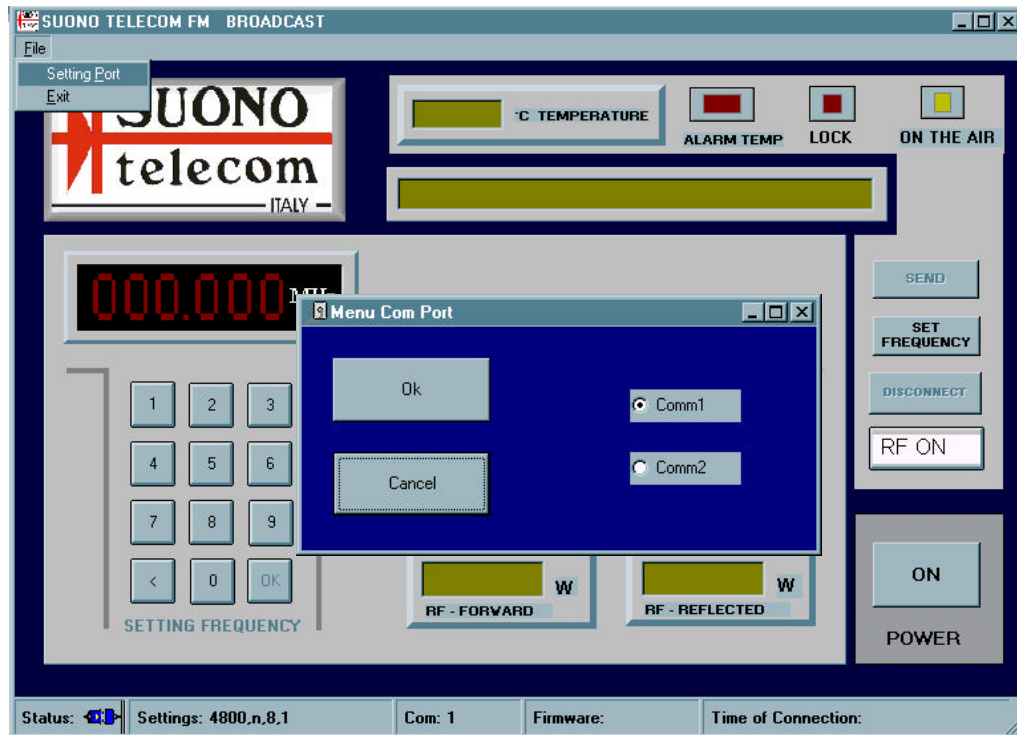 SUONO TELECOM FM BROADCAST
File
Setting Port
Exit
SUONO
telecom
ITALY
°C TEMPERATURE
ALARM TEMP
LOCK
ON THE AIR
000.000
Menu Com Port
Ok
Comm1
Cancel
Comm2
SEND
SET
FREQUENCY
DISCONNECT
RF ON
1 2 3
4 5 6
7 8 9
< 0 OK
SETTING FREQUENCY
W
RF - FORWARD
W
RF - REFLECTED
ON
POWER
Status:
Settings: 4800,n,8,1
Com: 1
Firmware:
Time of Connection: